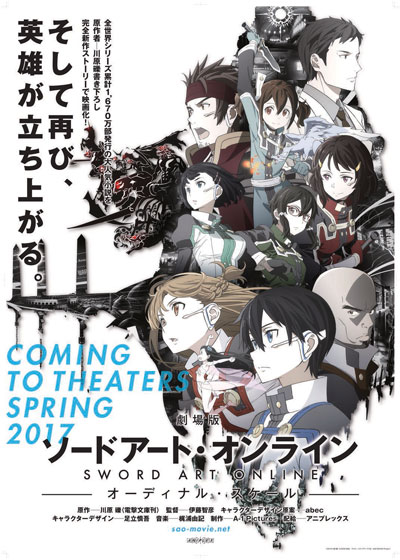 そして再び、
英雄が立ち上がる。
全世界シリーズ累計1,670万部発行の大人気小説を
原作者―川原礫書き下ろし
完全新作ストーリーで映画化！
COMING
TO THEATERS
SPRING
2017
劇場版
ソードアート・オンライン
SWORD ART ONLINE
―オーディナル・スケール―
原作―川原 礫(電撃文庫刊) 監督―伊藤智彦 キャラクターデザイン原案―abec
キャラクターデザイン―足立慎吾 音楽―梶浦由記 制作―A-1 Pictures 配給―アニプレックス
sao-movie.net